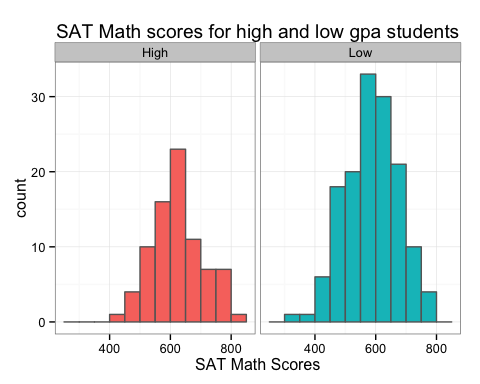 SAT Math scores for high and low gpa students
High Low
30
20
10
0
count
400 600 800 400 600 800
SAT Math Scores